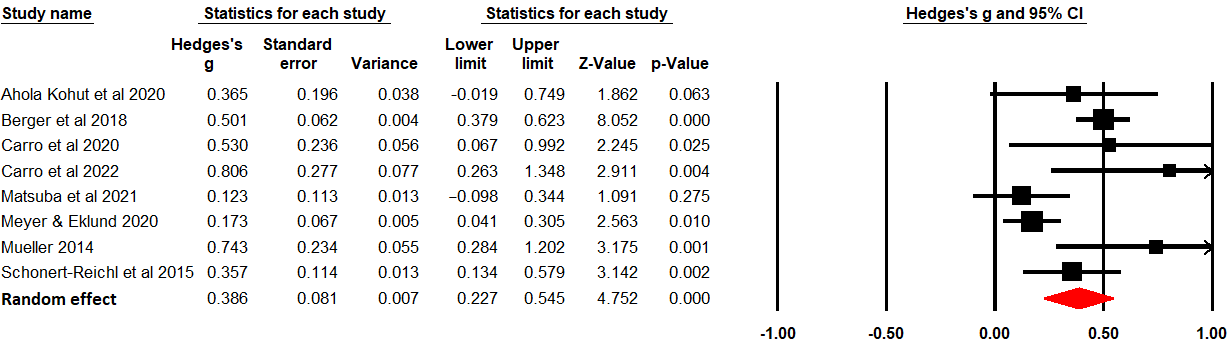 Study name Statistics for each study Statistics for each study Hedges's g and 95% CI
Hedges's Standard Lower Upper
g error Variance limit limit Z-Value p-Value
Ahola Kohut et al 2020 0.365 0.196 0.038 -0.019 0.749 1.862 0.063
Berger et al 2018 0.501 0.062 0.004 0.379 0.623 8.052 0.000
Carro et al 2020 0.530 0.236 0.056 0.067 0.992 2.245 0.025
Carro et al 2022 0.806 0.277 0.077 0.263 1.348 2.911 0.004
Matsuba et al 2021 0.123 0.113 0.013 –0.098 0.344 1.091 0.275
Meyer & Eklund 2020 0.173 0.067 0.005 0.041 0.305 2.563 0.010
Mueller 2014 0.743 0.234 0.055 0.284 1.202 3.175 0.001
Schonert-Reichl et al 2015 0.357 0.114 0.013 0.134 0.579 3.142 0.002
Random effect 0.386 0.081 0.007 0.227 0.545 4.752 0.000
-1.00 -0.50 0.00 0.50 1.00